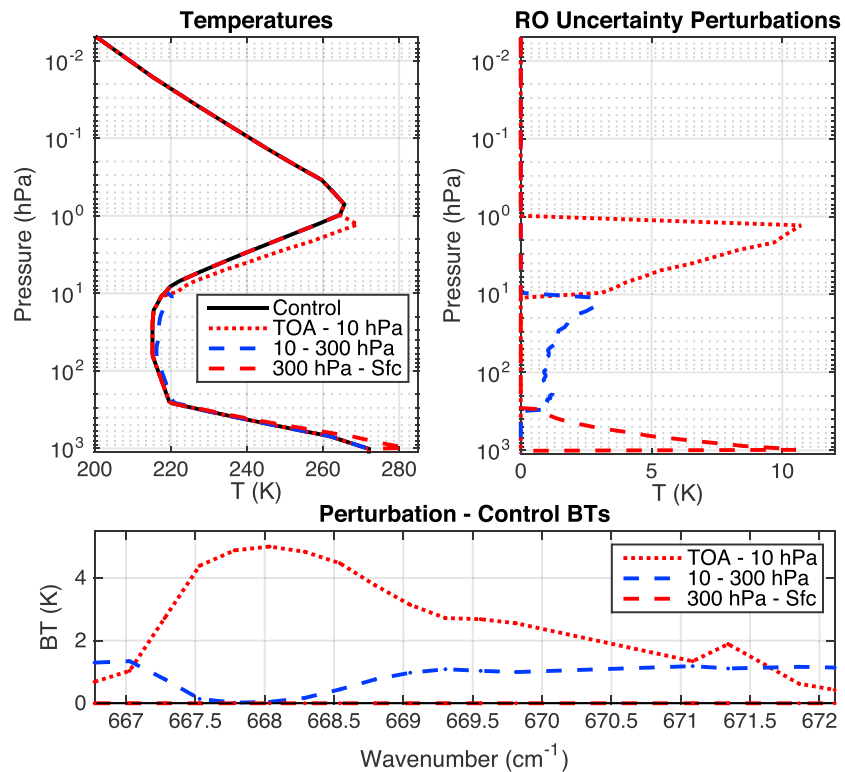 Temperatures
RO Uncertainty Perturbations
10^-2
10^-1
10^0
10^1
10^2
10^3
Pressure (hPa)
200
220
240
260
280
T (K)
Control
TOA - 10 hPa
10 - 300 hPa
300 hPa - Sfc
10^-2
10^-1
10^0
10^1
10^2
10^3
Pressure (hPa)
0
5
10
T (K)
Perturbation - Control BTs
4
2
0
BT (K)
TOA - 10 hPa
10 - 300 hPa
300 hPa - Sfc
667
667.5
668
668.5
669
669.5
670
670.5
671
671.5
672
Wavenumber (cm^-1)